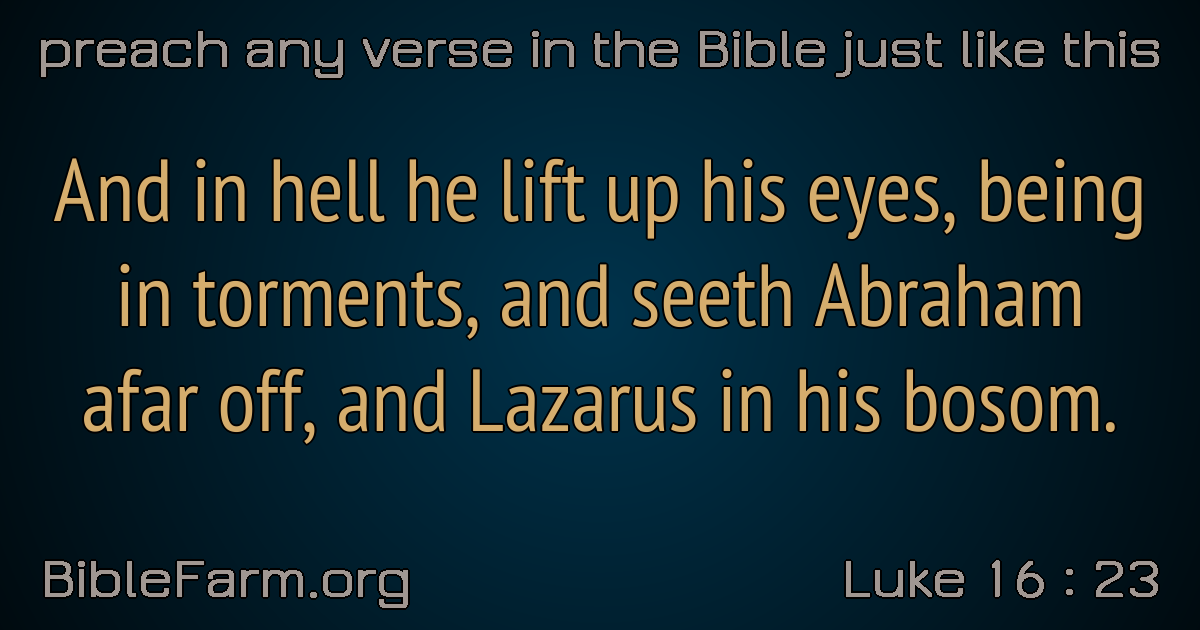 preach any verse in the Bible just like this
And in hell he lift up his eyes, being
in torments, and seeth Abraham
afar off, and Lazarus in his bosom.
BibleFarm.org
Luke 16 : 23